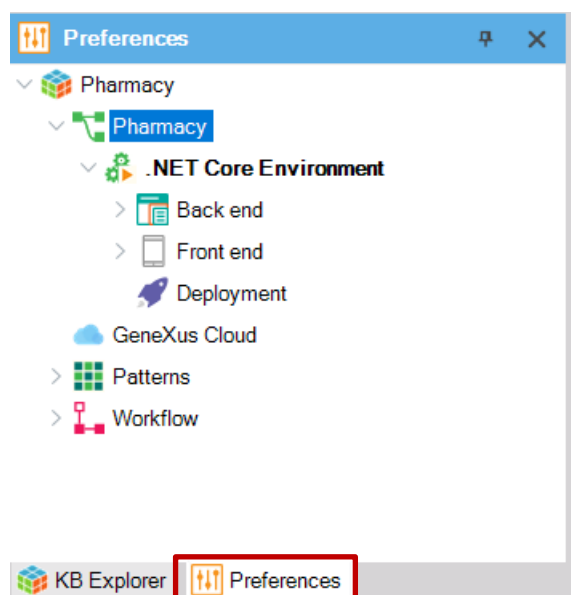 Preferences
Pharmacy
Pharmacy
.NET Core Environment
Back end
Front end
Deployment
GeneXus Cloud
Patterns
Workflow
KB Explorer Preferences